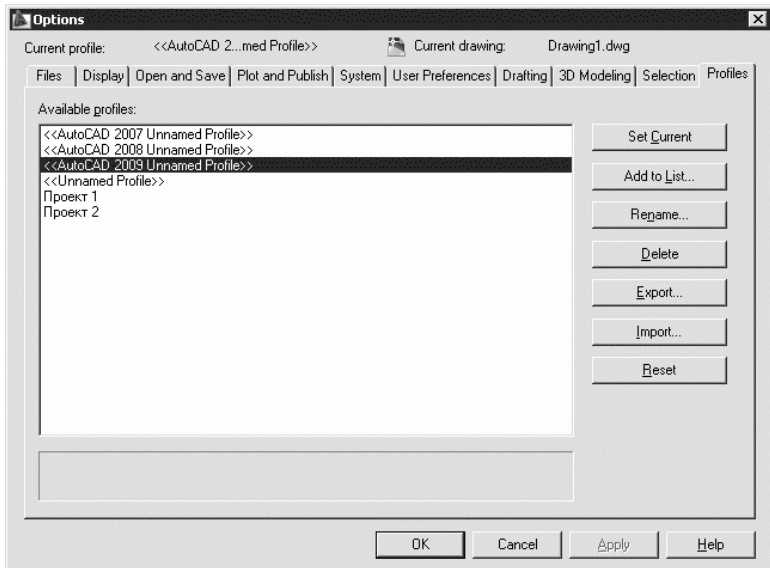 Options
Current profile: <<AutoCAD 2...med Profile>> Current drawing: Drawing1.dwg
Files Display Open and Save Plot and Publish System User Preferences Drafting 3D Modeling Selection Profiles
Available profiles:
<<AutoCAD 2007 Unnamed Profile>>
<<AutoCAD 2008 Unnamed Profile>>
<<AutoCAD 2009 Unnamed Profile>>
<<Unnamed Profile>>
Проект 1
Проект 2
Set Current
Add to List...
Rename...
Delete
Export...
Import...
Reset
OK Cancel Apply Help